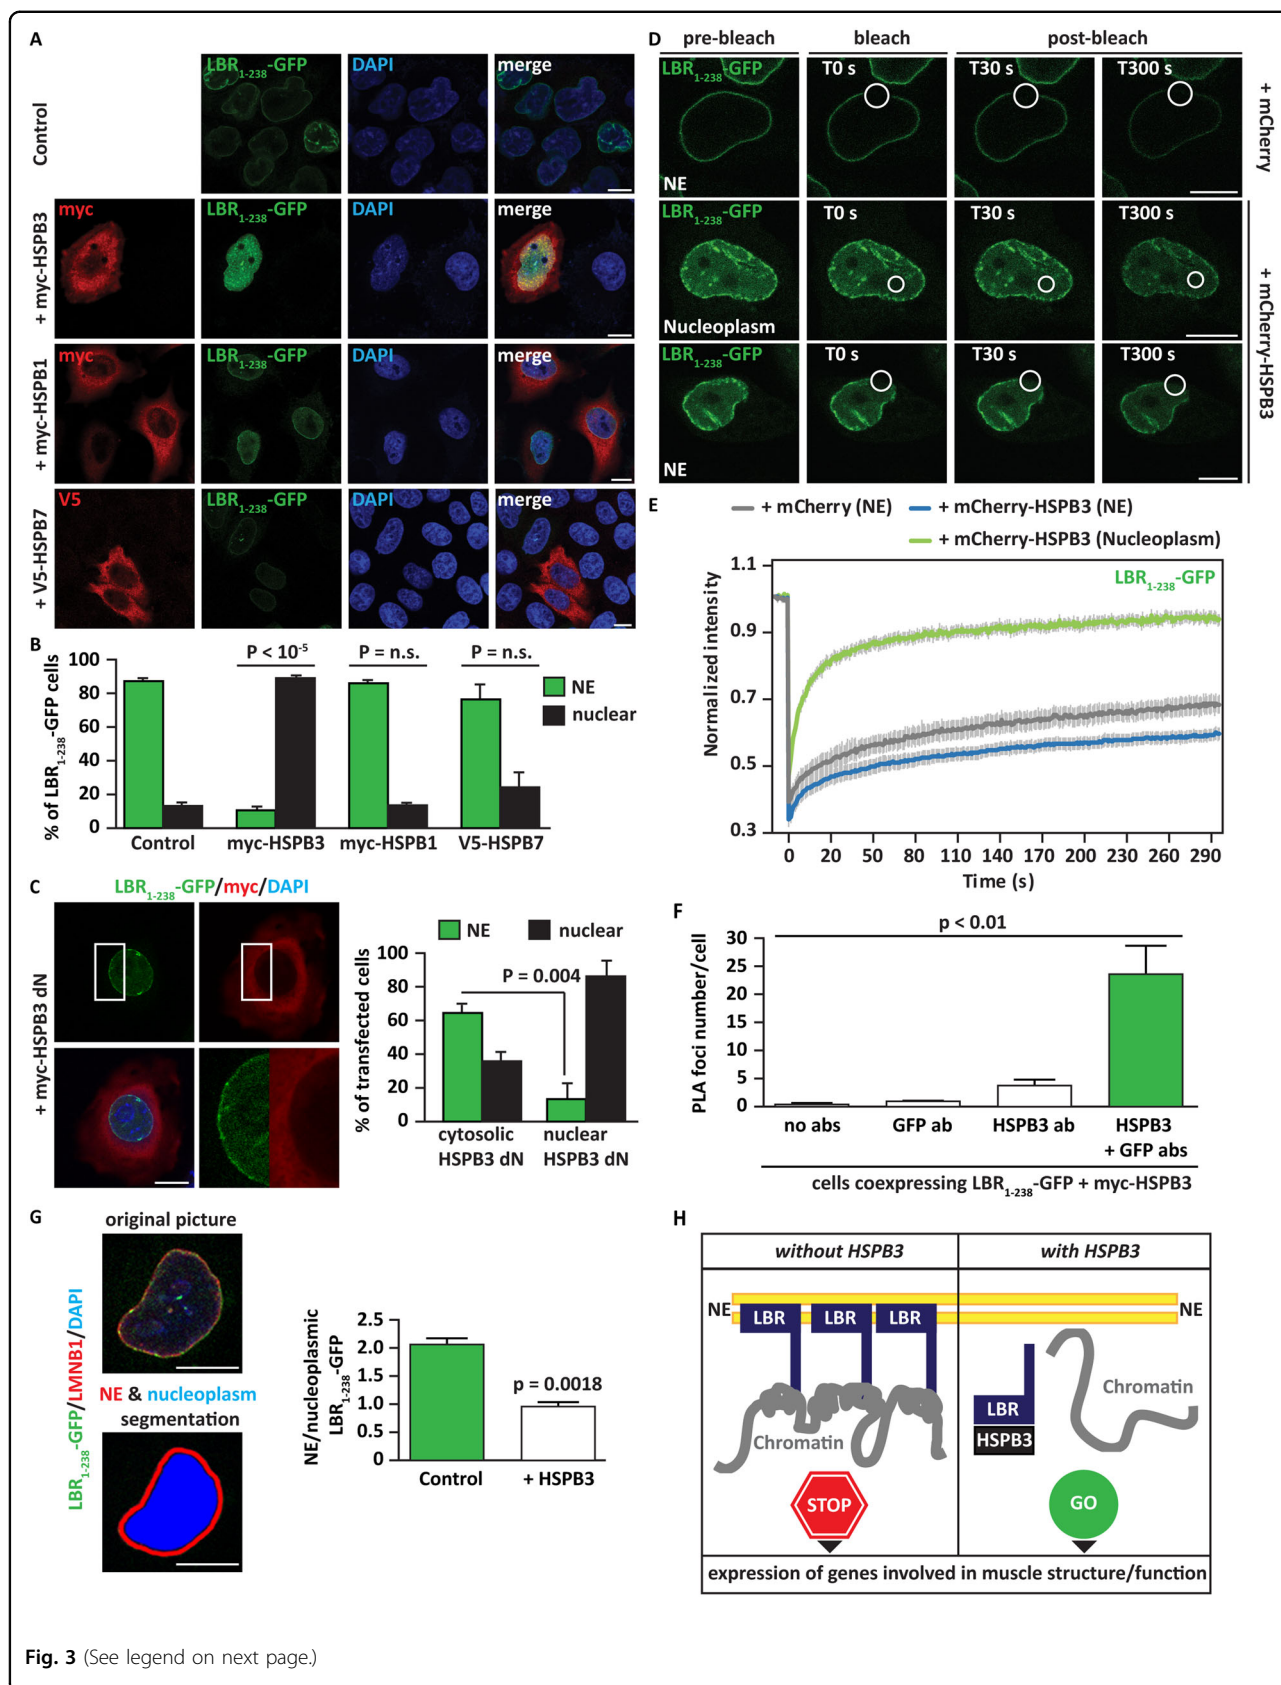 A
LBR1-238-GFP
DAPI
merge
Control
myc
LBR1-238-GFP
DAPI
merge
+ myc-HSPB3
myc
LBR1-238-GFP
DAPI
merge
+ myc-HSPB1
V5
LBR1-238-GFP
DAPI
merge
+ V5-HSPB7
B
% of LBR1-238-GFP cells
100
80
60
40
20
0
P < 10-5
P = n.s.
P = n.s.
NE
nuclear
Control
myc-HSPB3
myc-HSPB1
V5-HSPB7
C
LBR1-238-GFP/myc/DAPI
+ myc-HSPB3 dN
NE
nuclear
% of transfected cells
100
80
60
40
20
0
P = 0.004
cytosolic
HSPB3 dN
nuclear
HSPB3 dN
D
pre-bleach
bleach
post-bleach
LBR1-238-GFP
T0 s
T30 s
T300 s
NE
+ mCherry
LBR1-238-GFP
T0 s
T30 s
T300 s
Nucleoplasm
LBR1-238-GFP
T0 s
T30 s
T300 s
NE
+ mCherry-HSPB3
E
+ mCherry (NE)
+ mCherry-HSPB3 (NE)
+ mCherry-HSPB3 (Nucleoplasm)
LBR1-238-GFP
Normalized intensity
1.1
0.9
0.7
0.5
0.3
0 20 50 80 110 140 170 200 230 260 290
Time (s)
F
p < 0.01
PLA foci number/cell
30
25
20
15
10
5
0
no abs
GFP ab
HSPB3 ab
HSPB3
+ GFP abs
cells coexpressing LBR1-238-GFP + myc-HSPB3
G
original picture
LBR1-238-GFP/LMNB1/DAPI
NE & nucleoplasm
segmentation
NE/nucleoplasmic
LBR1-238-GFP
2.5
2.0
1.5
1.0
0.5
0
p = 0.0018
Control
+ HSPB3
H
without HSPB3
with HSPB3
NE
LBR
LBR
LBR
NE
Chromatin
LBR
HSPB3
Chromatin
STOP
GO
expression of genes involved in muscle structure/function
Fig. 3 (See legend on next page.)